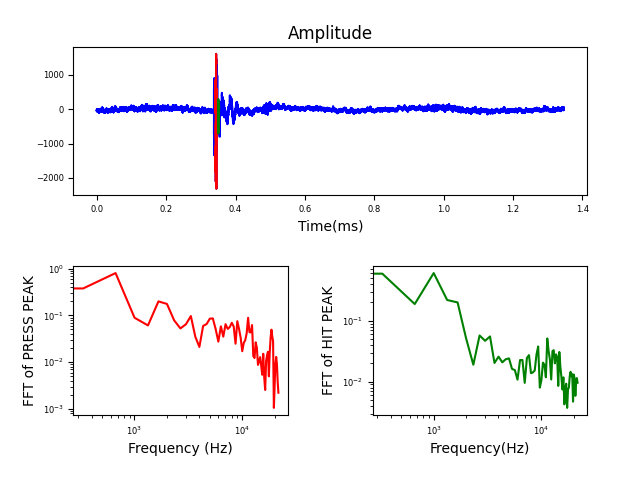 Amplitude
1000
0
−1000
−2000
0.0 0.2 0.4 0.6 0.8 1.0 1.2 1.4
Time(ms)
FFT of PRESS PEAK
10⁰
10⁻¹
10⁻²
10⁻³
10³ 10⁴
Frequency (Hz)
FFT of HIT PEAK
10⁻¹
10⁻²
10³ 10⁴
Frequency(Hz)